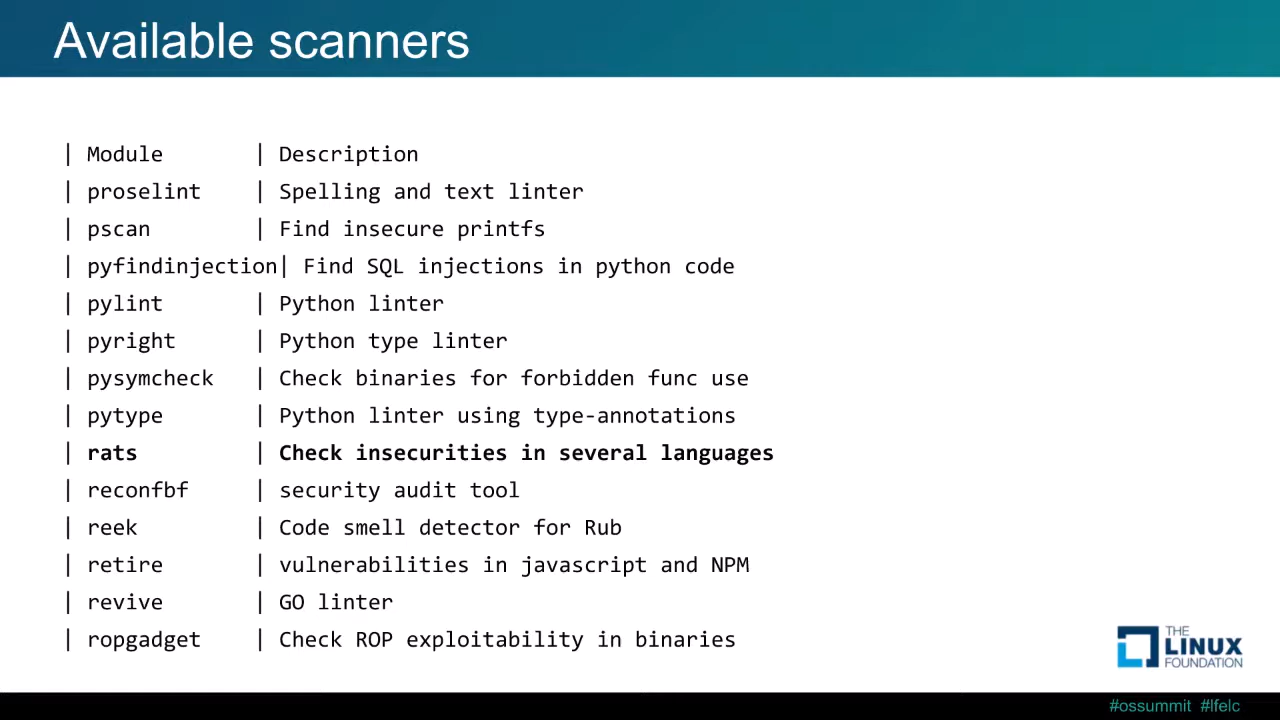 Available scanners
| Module | Description
| proselint | Spelling and text linter
| pscan | Find insecure printfs
| pyfindinjection| Find SQL injections in python code
| pylint | Python linter
| pyright | Python type linter
| pysymcheck | Check binaries for forbidden func use
| pytype | Python linter using type-annotations
| rats | Check insecurities in several languages
| reconfbf | security audit tool
| reek | Code smell detector for Rub
| retire | vulnerabilities in javascript and NPM
| revive | GO linter
| ropgadget | Check ROP exploitability in binaries
THE
LINUX
FOUNDATION
#ossummit #lfelc